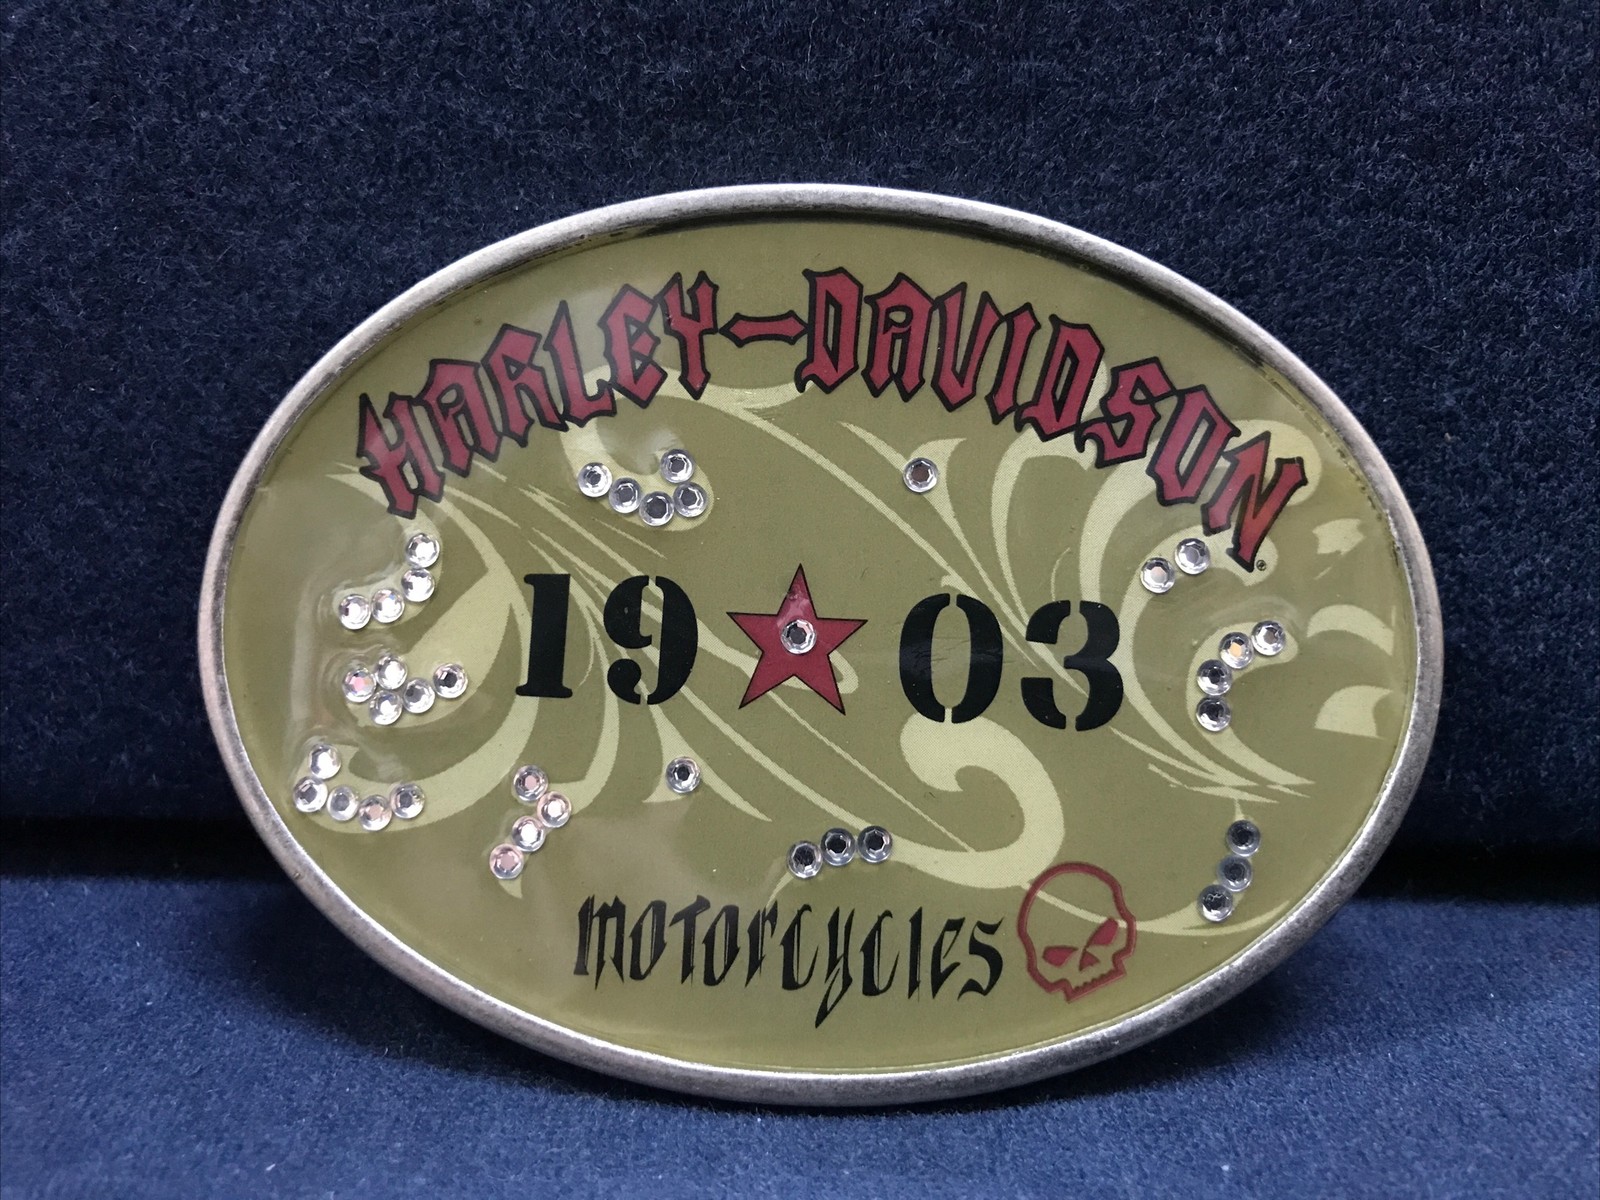 HARLEY-DAVIDSON
19 03
motorcycles